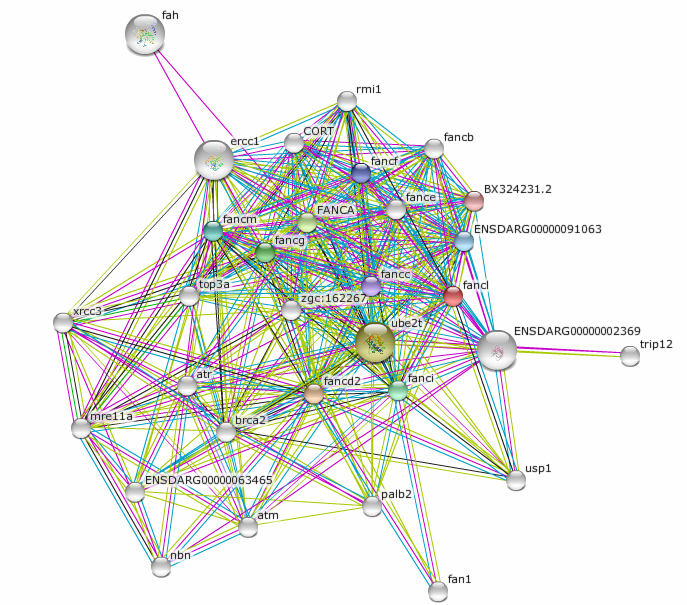 fah
rmi1
CORT
ercc1
fancb
fancf
BX324231.2
fance
FANCA
fancm
ENSDARG00000091063
fancg
fancc
fancl
top3a
zgc:162267
xrcc3
ube2t
ENSDARG00000002369
trip12
atr
fancd2
fanci
mre11a
brca2
usp1
ENSDARG00000063465
palb2
atm
nbn
fan1